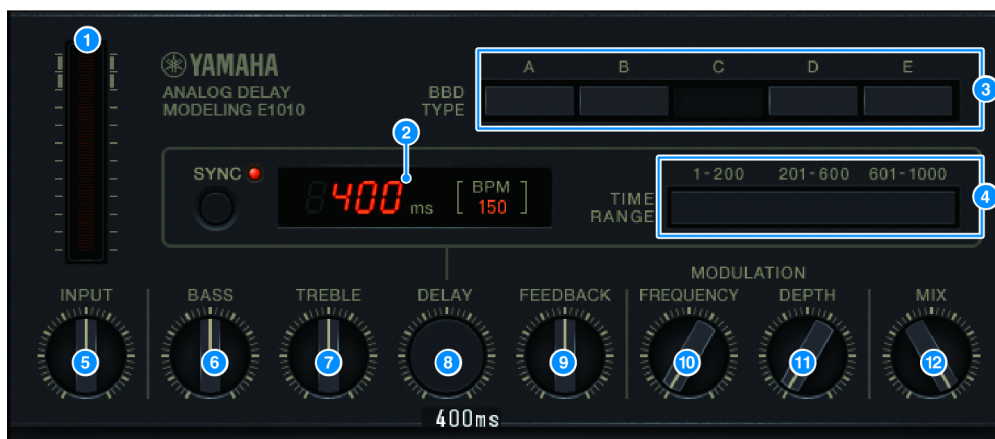 1
YAMAHA
ANALOG DELAY
MODELING E1010
BBD
TYPE
A B C D E
3
2
SYNC
400 ms
BPM
150
TIME
RANGE
1-200 201-600 601-1000
4
MODULATION
INPUT BASS TREBLE DELAY FEEDBACK FREQUENCY DEPTH MIX
5 6 7 8 9 10 11 12
400ms